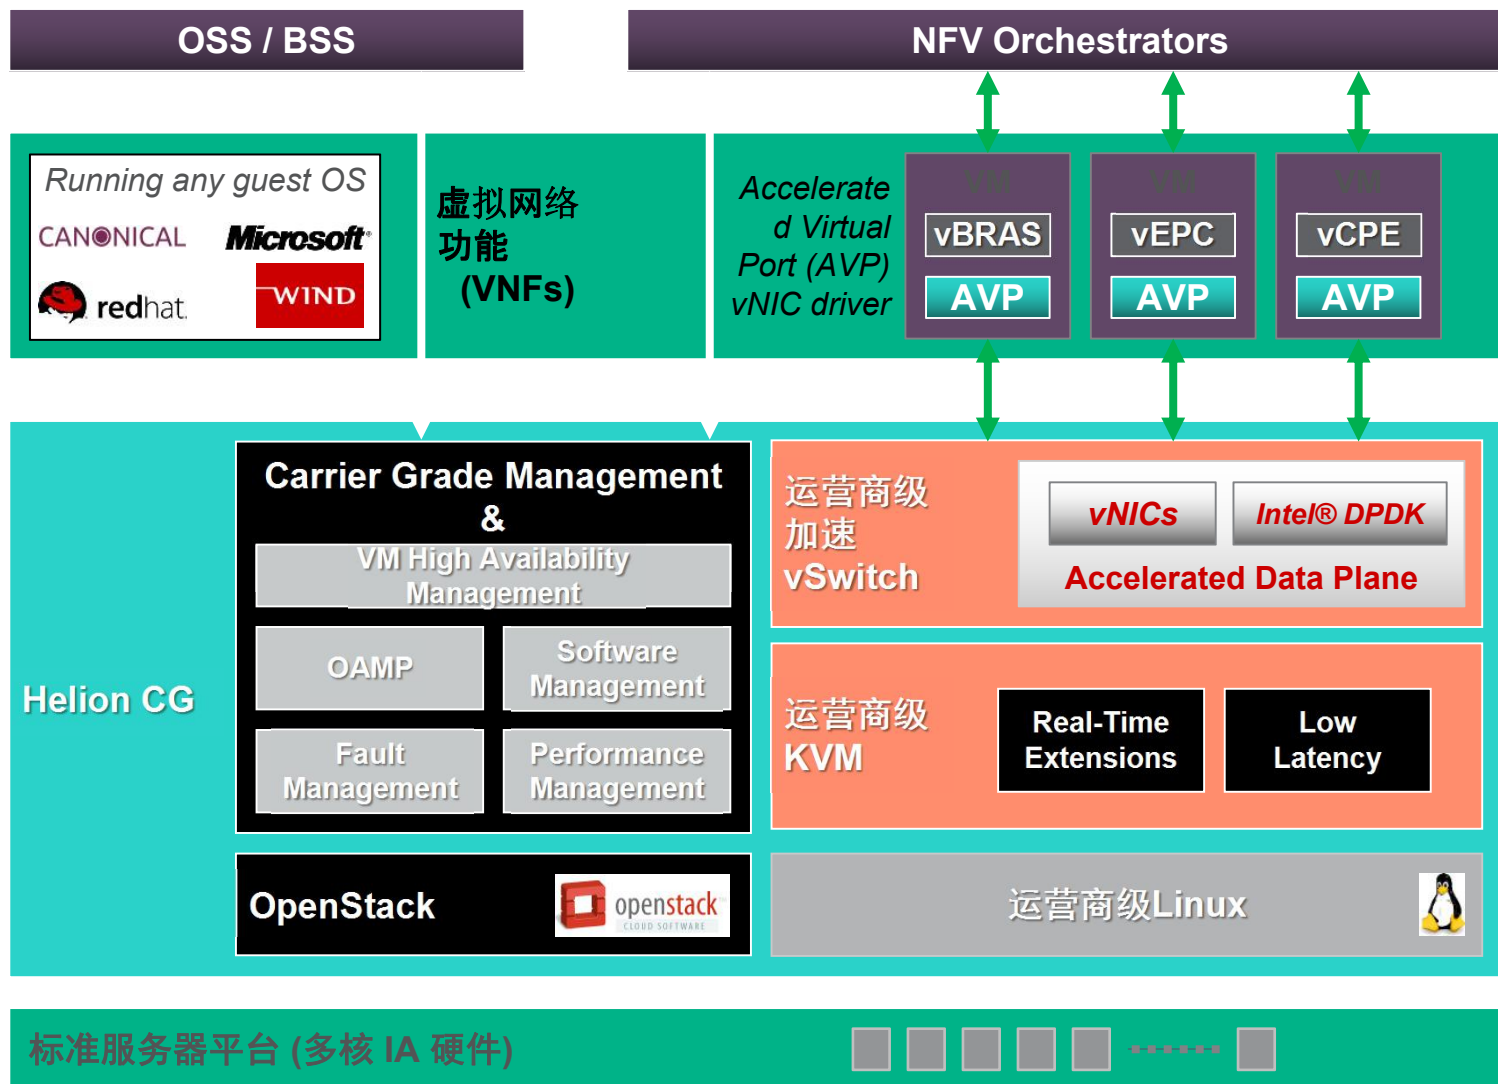 OSS / BSS
NFV Orchestrators
Running any guest OS
CANONICAL
Microsoft®
redhat.
WIND
虚拟网络
功能
(VNFs)
Accelerate
d Virtual
Port (AVP)
vNIC driver
VM
vBRAS
AVP
VM
vEPC
AVP
VM
vCPE
AVP
Helion CG
Carrier Grade Management
&
VM High Availability
Management
OAMP
Software
Management
Fault
Management
Performance
Management
OpenStack
openstack™
CLOUD SOFTWARE
运营商级
加速
vSwitch
vNICs
Intel® DPDK
Accelerated Data Plane
运营商级
KVM
Real-Time
Extensions
Low
Latency
运营商级Linux
标准服务器平台 (多核 IA 硬件)